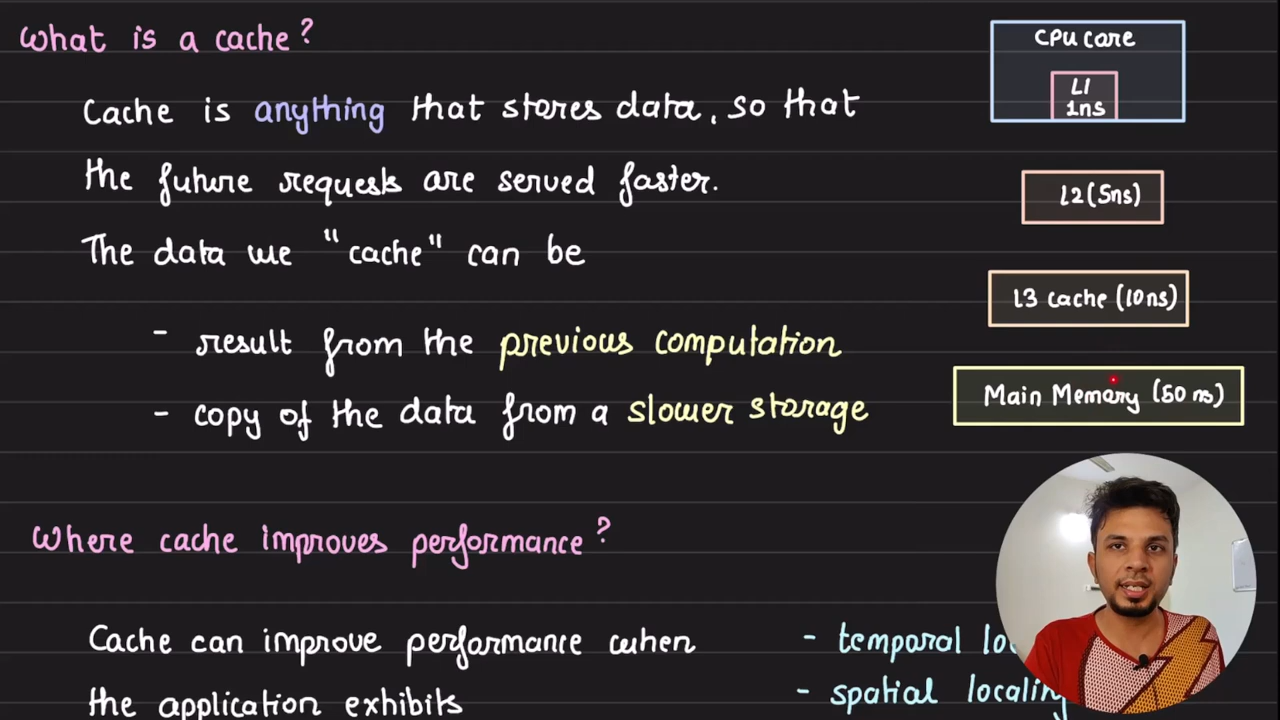 What is a cache?
Cache is anything that stores data, so that
the future requests are served faster.
The data we "cache" can be
- result from the previous computation
- copy of the data from a slower storage
Where cache improves performance?
Cache can improve performance when
the application exhibits
- temporal
- spatial
CPU core
L1
1ns
L2 (5ns)
L3 cache (10ns)
Main Memory (50 ns)